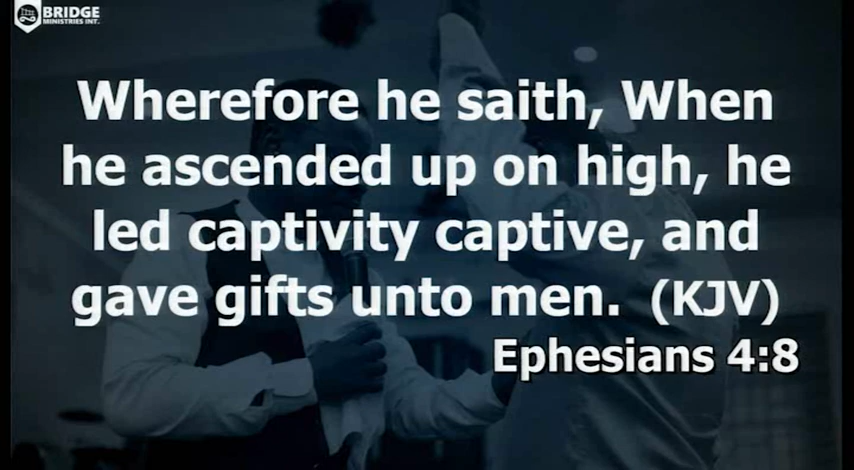 BRIDGE
MINISTRIES INT.
Wherefore he saith, When
he ascended up on high, he
led captivity captive, and
gave gifts unto men. (KJV)
Ephesians 4:8